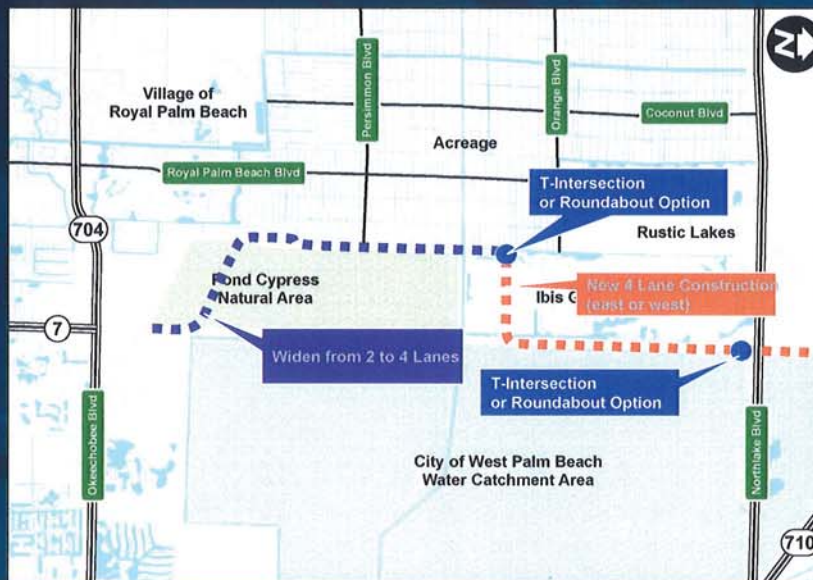 N
Village of
Royal Palm Beach
Persimmon Blvd
Orange Blvd
Coconut Blvd
Acreage
Royal Palm Beach Blvd
T-Intersection
or Roundabout Option
704
Rustic Lakes
Pond Cypress
Natural Area
Ibis G
New 4 Lane Construction
(east or west)
7
Widen from 2 to 4 Lanes
T-Intersection
or Roundabout Option
Okeechobee Blvd
Northlake Blvd
City of West Palm Beach
Water Catchment Area
710